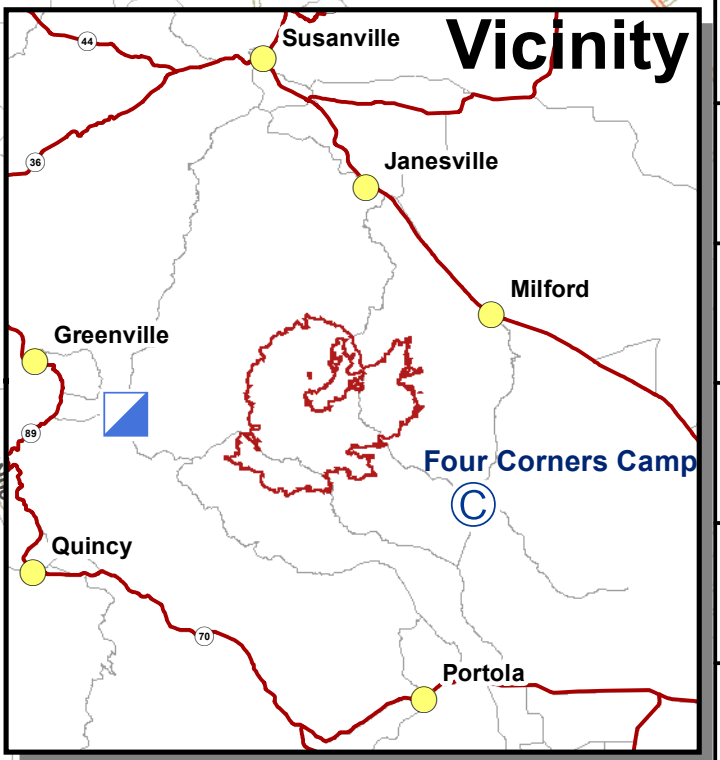 Vicinity
44
Susanville
36
Janesville
Milford
Greenville
89
Four Corners Camp
C
Quincy
70
Portola